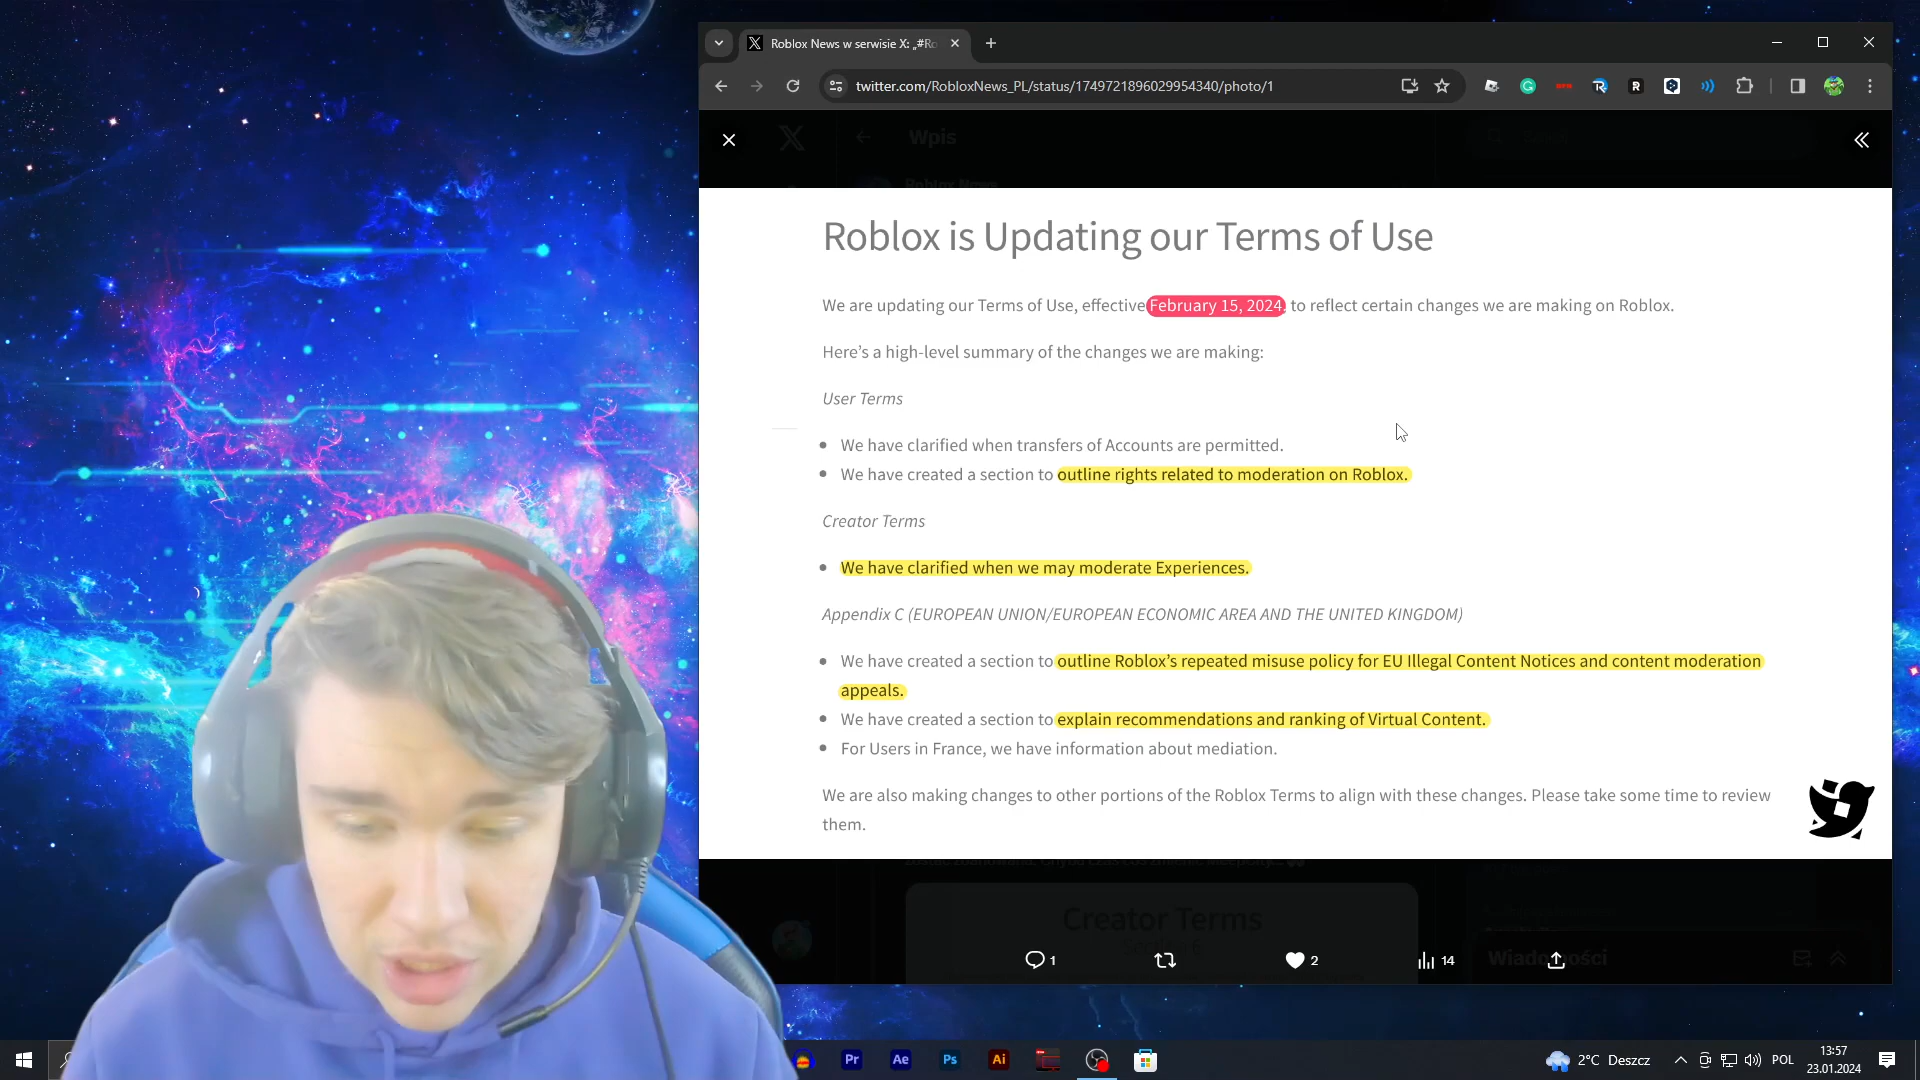 Roblox News w serwisie X: „#Ro
twitter.com/RobloxNews_PL/status/1749721896029954340/photo/1
Wpis
Roblox News
Roblox is Updating our Terms of Use
We are updating our Terms of Use, effective February 15, 2024, to reflect certain changes we are making on Roblox.
Here’s a high-level summary of the changes we are making:
User Terms
We have clarified when transfers of Accounts are permitted.
We have created a section to outline rights related to moderation on Roblox.
Creator Terms
We have clarified when we may moderate Experiences.
Appendix C (EUROPEAN UNION/EUROPEAN ECONOMIC AREA AND THE UNITED KINGDOM)
We have created a section to outline Roblox’s repeated misuse policy for EU Illegal Content Notices and content moderation
appeals.
We have created a section to explain recommendations and ranking of Virtual Content.
For Users in France, we have information about mediation.
We are also making changes to other portions of the Roblox Terms to align with these changes. Please take some time to review
them.
Creator Terms
1 2 14
Wiadomości
Pr Ae Ps Ai
2°C Deszcz POL 13:57
23.01.2024